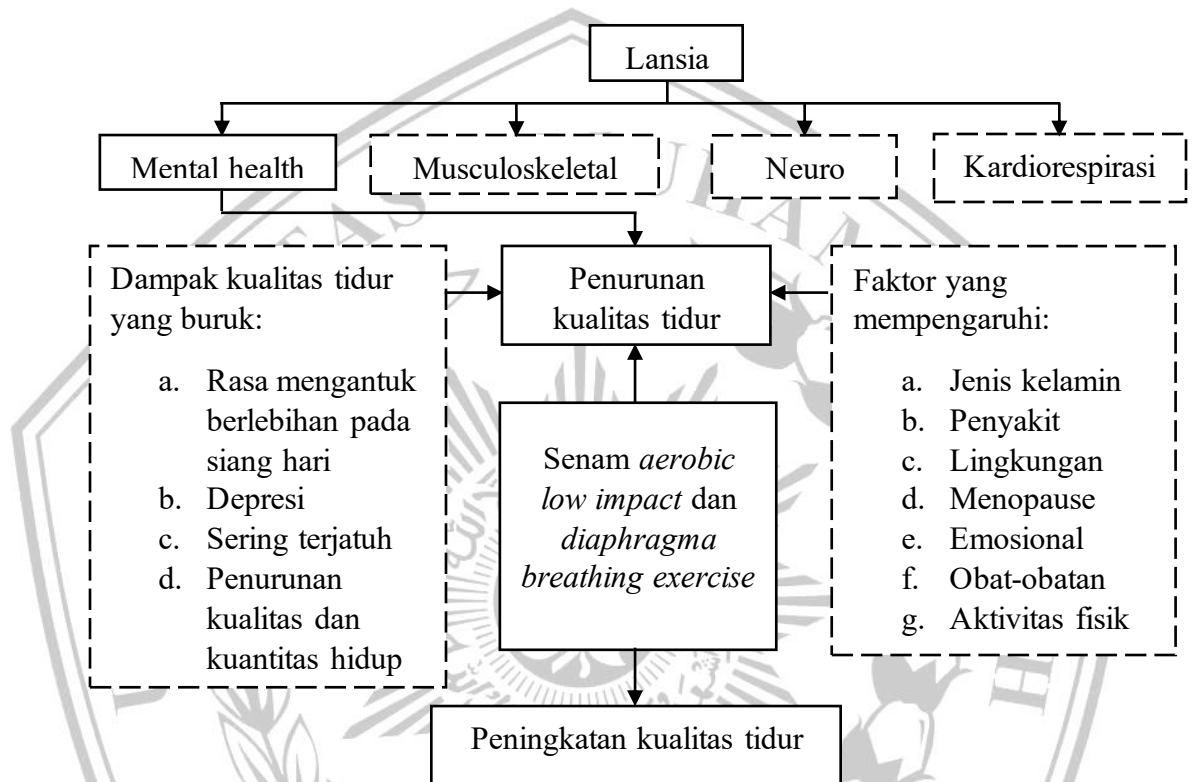 Lansia
Mental health
Musculoskeletal
Neuro
Kardiorespirasi
Dampak kualitas tidur
yang buruk:
a. Rasa mengantuk
berlebihan pada
siang hari
b. Depresi
c. Sering terjatuh
d. Penurunan
kualitas dan
kuantitas hidup
Penurunan
kualitas tidur
Faktor yang
mempengaruhi:
a. Jenis kelamin
b. Penyakit
c. Lingkungan
d. Menopause
e. Emosional
f. Obat-obatan
g. Aktivitas fisik
Senam aerobic
low impact dan
diaphragma
breathing exercise
Peningkatan kualitas tidur